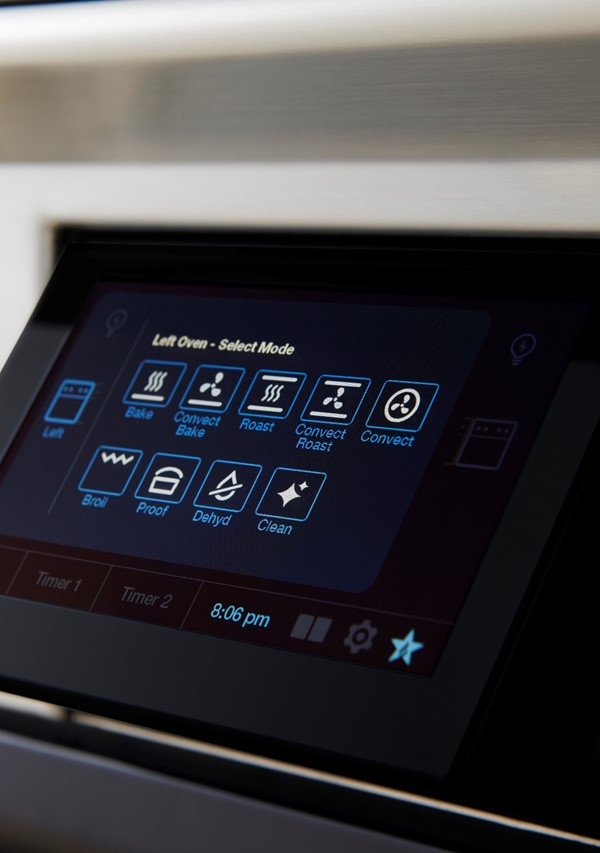 Left Oven - Select Mode
Left
Bake
Convect
Bake
Roast
Convect
Roast
Convect
Broil
Proof
Dehyd
Clean
Timer 1
Timer 2
8:06 pm